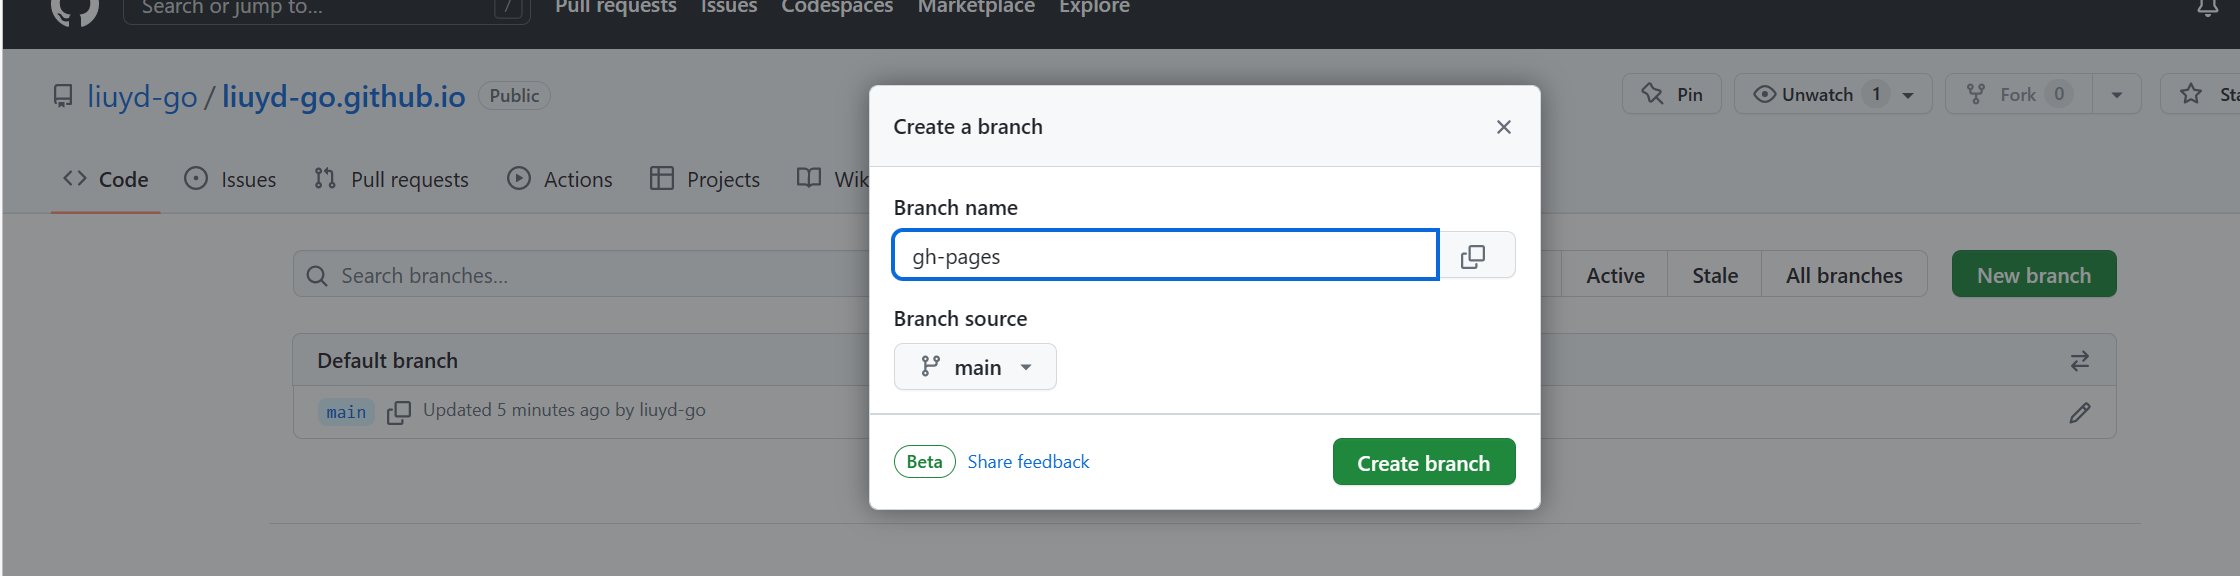 Search or jump to... / Pull requests Issues Codespaces Marketplace Explore
liuyd-go / liuyd-go.github.io Public Pin Unwatch 1 Fork 0
Code Issues Pull requests Actions Projects
Create a branch
Branch name
gh-pages
Search branches... Active Stale All branches New branch
Branch source
main
Default branch
main Updated 5 minutes ago by liuyd-go
Beta Share feedback Create branch